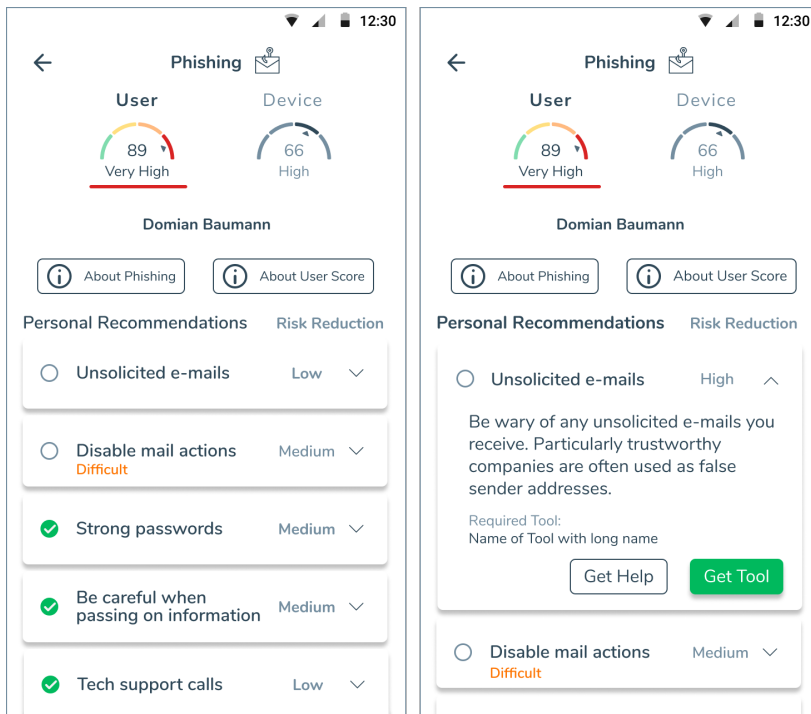 12:30
Phishing
User Device
89 66
Very High High
Domian Baumann
About Phishing About User Score
Personal Recommendations Risk Reduction
Unsolicited e-mails Low
Disable mail actions Medium
Difficult
Strong passwords Medium
Be careful when
passing on information Medium
Tech support calls Low
12:30
Phishing
User Device
89 66
Very High High
Domian Baumann
About Phishing About User Score
Personal Recommendations Risk Reduction
Unsolicited e-mails High
Be wary of any unsolicited e-mails you
receive. Particularly trustworthy
companies are often used as false
sender addresses.
Required Tool:
Name of Tool with long name
Get Help Get Tool
Disable mail actions Medium
Difficult